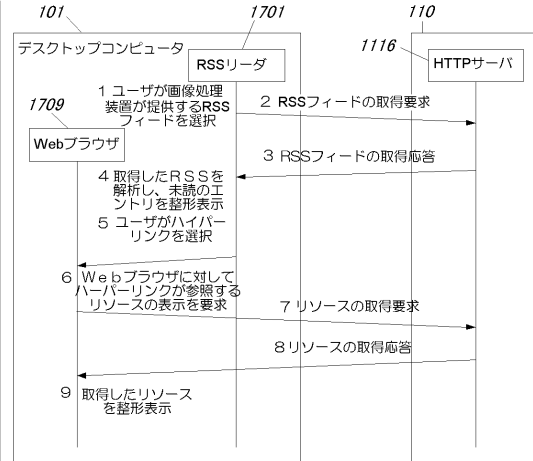 101
1701
110
デスクトップコンピュータ
RSSリーダ
1116
HTTPサーバ
1 ユーザが画像処理
装置が提供するRSS
フィードを選択
2 RSSフィードの取得要求
1709
Webブラウザ
3 RSSフィードの取得応答
4 取得したRSSを
解析し、未読のエ
ントリを整形表示
5 ユーザがハイパー
リンクを選択
6 Webブラウザに対して
ハーパーリンクが参照する
リソースの表示を要求
7 リソースの取得要求
8 リソースの取得応答
9 取得したリソース
を整形表示